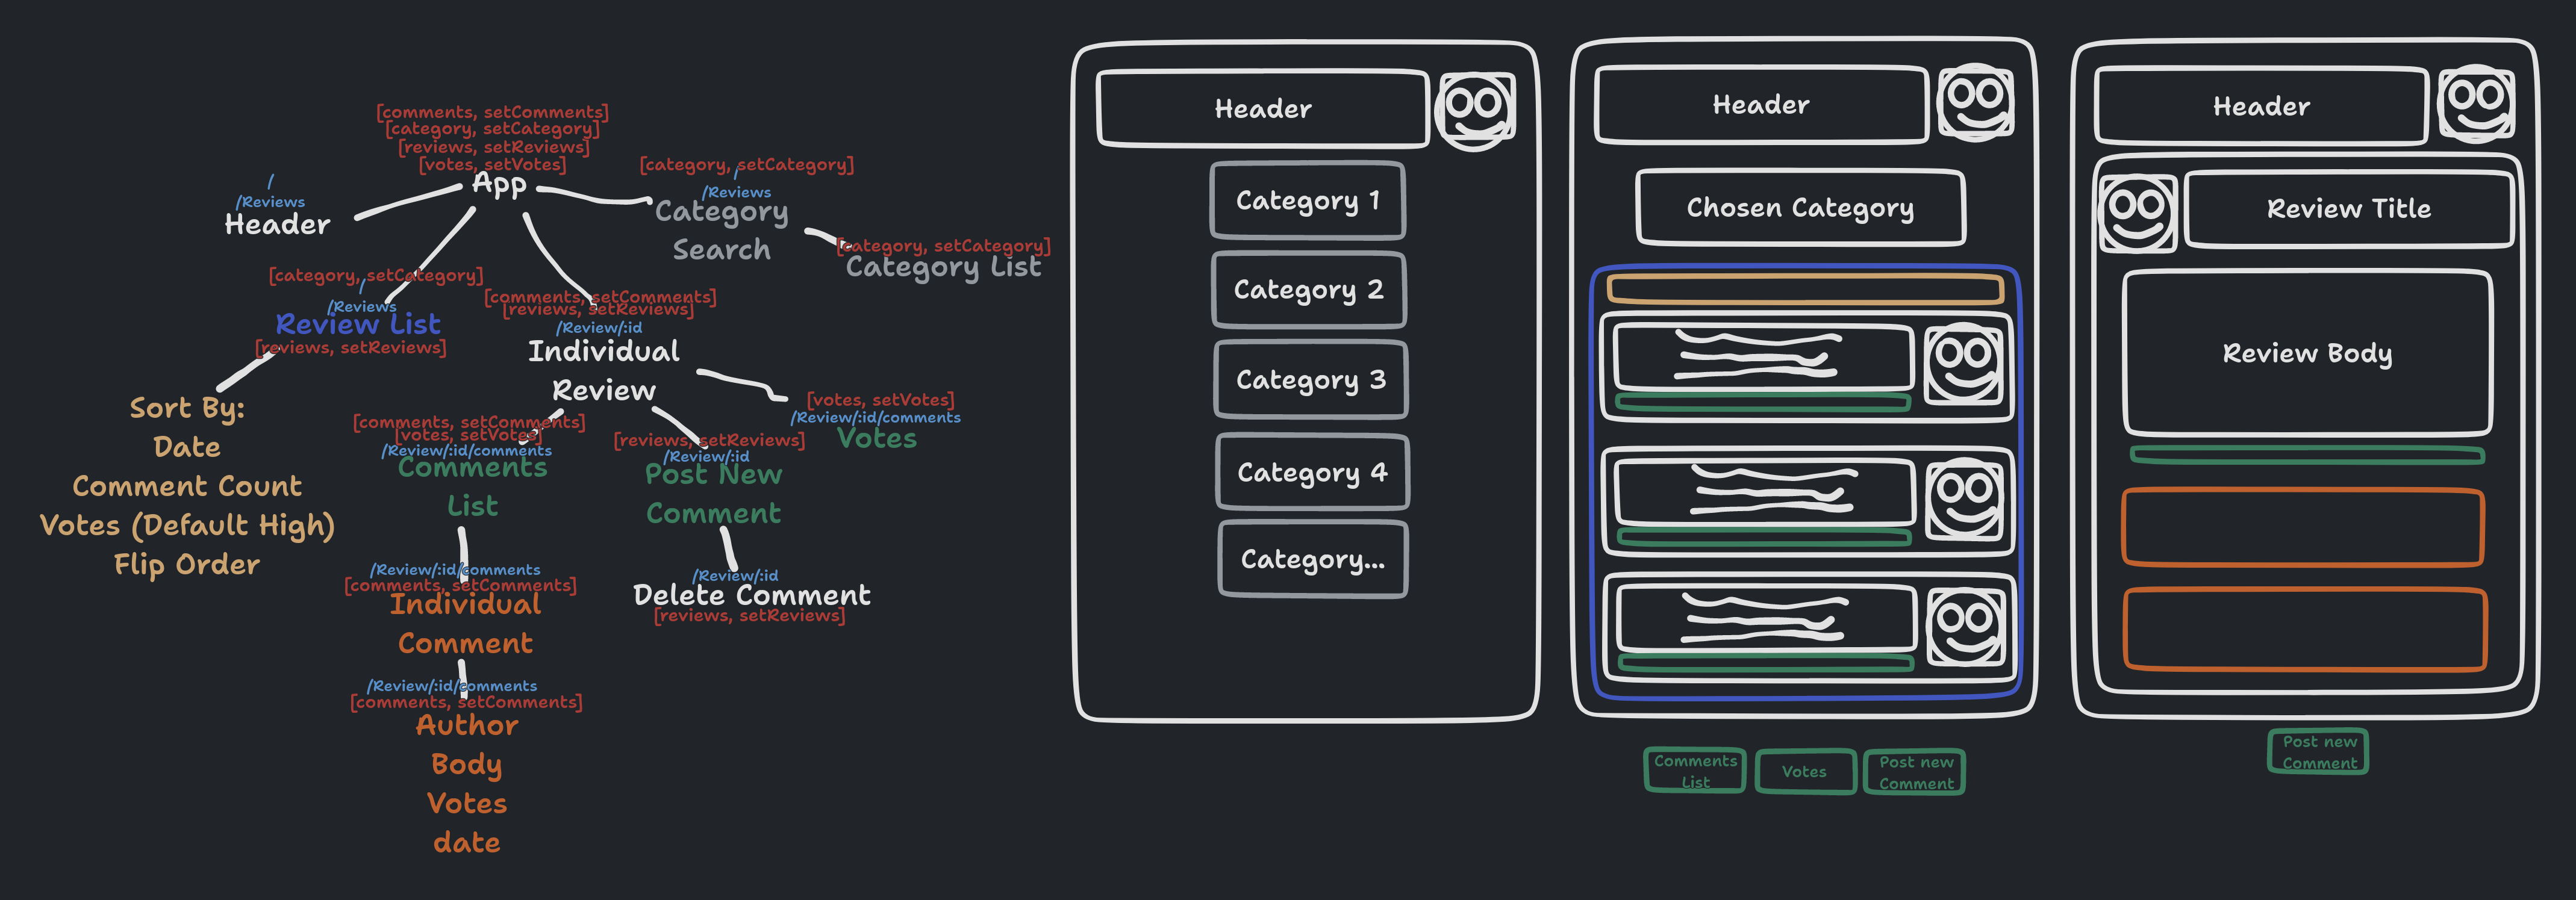 [comments, setComments]
[category, setCategory]
[reviews, setReviews]
[votes, setVotes]
App
/
/Reviews
Header
[category, setCategory]
/
/Reviews
Category
Search
[category, setCategory]
Category List
[category, setCategory]
/
/Reviews
Review List
[reviews, setReviews]
[comments, setComments]
[reviews, setReviews]
/Review/:id
Individual
Review
Sort By:
Date
Comment Count
Votes (Default High)
Flip Order
[comments, setComments]
[votes, setVotes]
/Review/:id/comments
Comments
List
[reviews, setReviews]
/Review/:id
Post New
Comment
[votes, setVotes]
/Review/:id/comments
Votes
/Review/:id/comments
[comments, setComments]
Individual
Comment
/Review/:id
Delete Comment
[reviews, setReviews]
/Review/:id/comments
[comments, setComments]
Author
Body
Votes
date
Header
Category 1
Category 2
Category 3
Category 4
Category...
Header
Chosen Category
Comments
List
Votes
Post new
Comment
Header
Review Title
Review Body
Post new
Comment